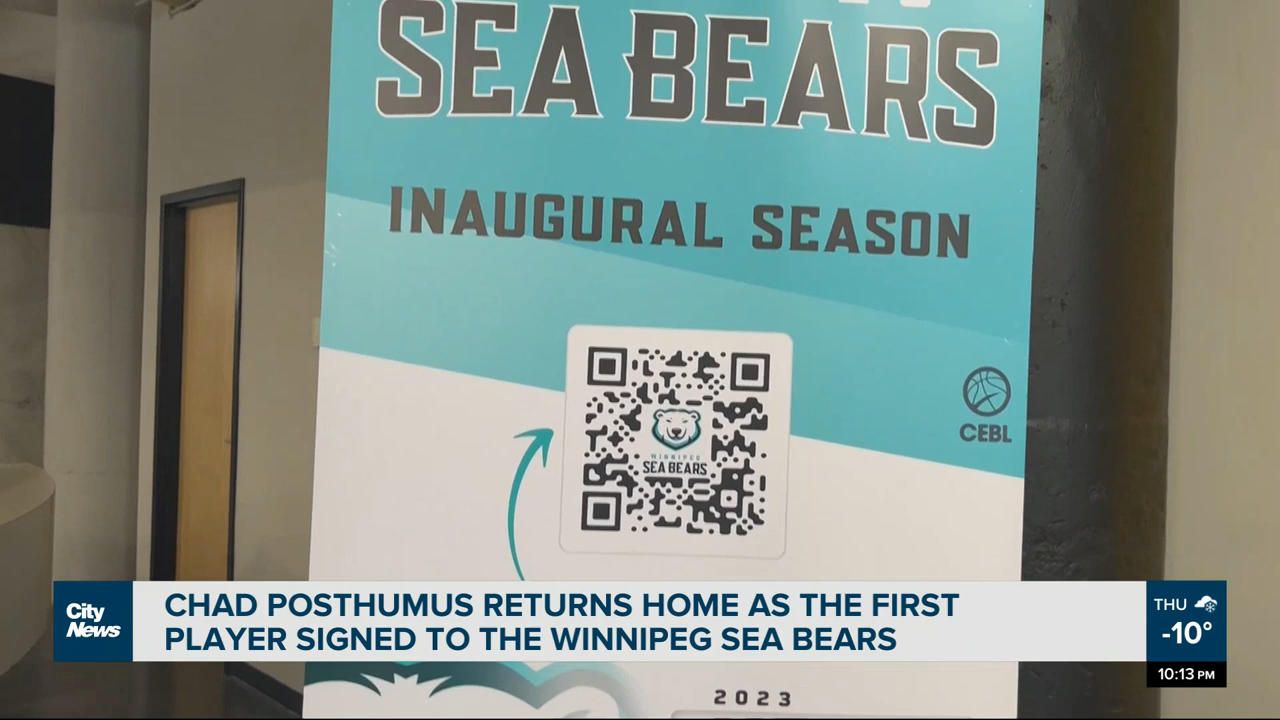 SEA BEARS
INAUGURAL SEASON
WINNIPEG
SEA BEARS
CEBL
City
News
CHAD POSTHUMUS RETURNS HOME AS THE FIRST
PLAYER SIGNED TO THE WINNIPEG SEA BEARS
THU
-10°
10:13 PM
2023